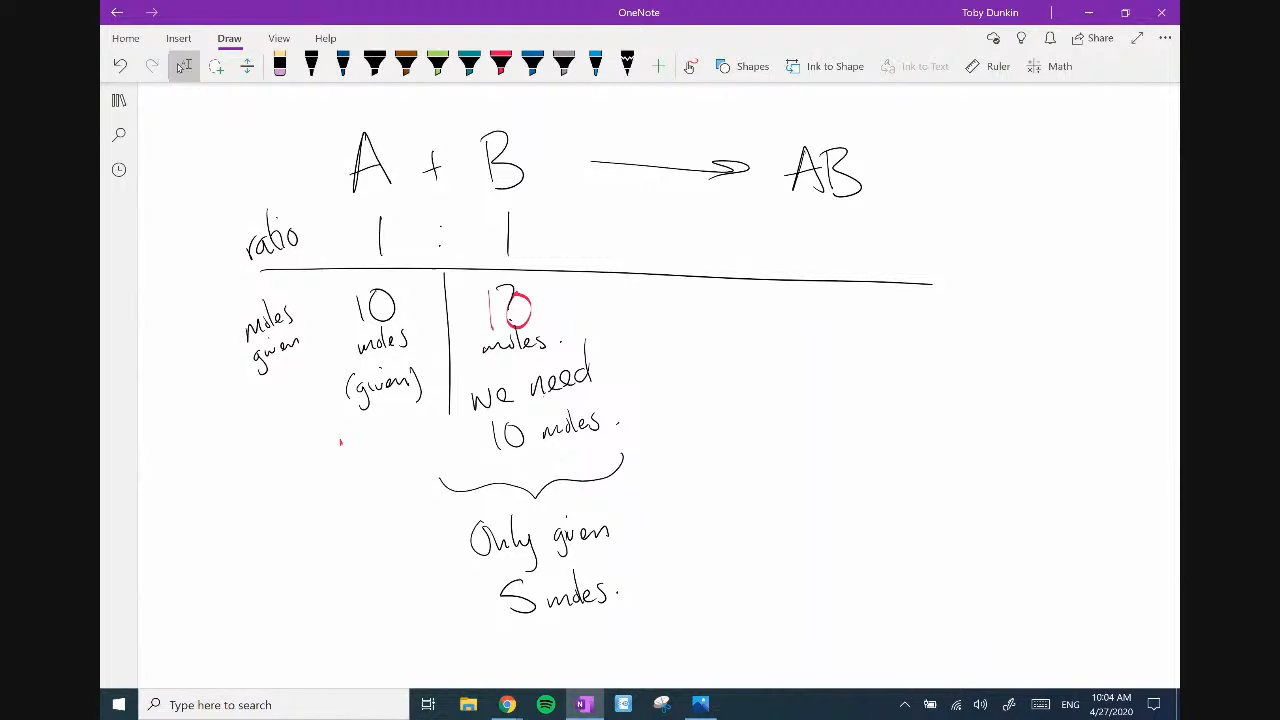 OneNote
Toby Dunkin
Home Insert Draw View Help
Share
Shapes Ink to Shape Ink to Text Ruler Math
A + B → AB
ratio 1 : 1
moles given
10 moles (given)
10 moles.
we need
10 moles.
Only given
5 moles.
Type here to search
ENG
10:04 AM
4/27/2020